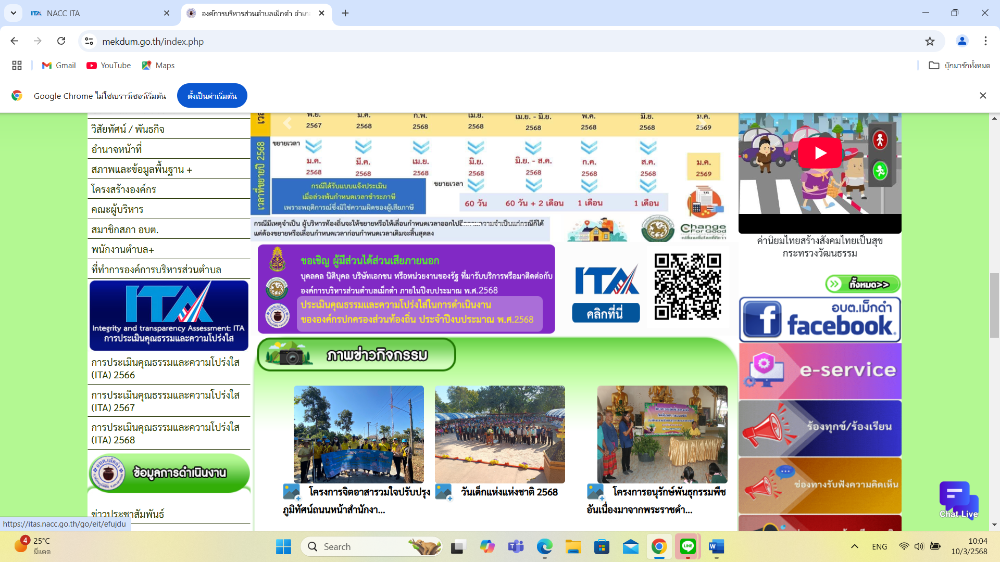 NACC ITA
องค์การบริหารส่วนตำบลเม็กดำ อำเภ
mekdum.go.th/index.php
Gmail
YouTube
Maps
บุ๊กมาร์กทั้งหมด
Google Chrome ไม่ใช่เบราว์เซอร์เริ่มต้น
ตั้งเป็นค่าเริ่มต้น
วิสัยทัศน์ / พันธกิจ
อำนาจหน้าที่
สภาพและข้อมูลพื้นฐาน +
โครงสร้างองค์กร
คณะผู้บริหาร
สมาชิกสภา อบต.
พนักงานตำบล+
ที่ทำการองค์การบริหารส่วนตำบล
ITA
Integrity and transparency Assessment: ITA
การประเมินคุณธรรมและความโปร่งใส
การประเมินคุณธรรมและความโปร่งใส
(ITA) 2566
การประเมินคุณธรรมและความโปร่งใส
(ITA) 2567
การประเมินคุณธรรมและความโปร่งใส
(ITA) 2568
ข้อมูลการดำเนินงาน
ข่าวประชาสัมพันธ์
https://itas.nacc.go.th/go/eit/efujdu
พ.ย. ม.ค. ก.พ. เม.ย. เม.ย. - มิ.ย. พ.ค. มิ.ย. ม.ค.
2567 2568 2568 2568 2568 2568 2568 2569
เวลาที่ขยายปี 2568
ขยายเวลา
ม.ค. มี.ค. เม.ย. มิ.ย. มิ.ย. - ส.ค. ก.ค. ส.ค. ม.ค.
2568 2568 2568 2568 2568 2568 2568 2569
กรณีได้รับแบบแจ้งประเมิน
เมื่อล่วงพ้นกำหนดเวลาชำระภาษี
เพราะพฤติการณ์ซึ่งมิใช่ความผิดของผู้เสียภาษี
ขยายเวลา
60 วัน 60 วัน + 2 เดือน 1 เดือน 1 เดือน
TAX
กรณีมีเหตุจำเป็น ผู้บริหารท้องถิ่นจะให้ขยายหรือให้เลื่อนกำหนดเวลาออกไปอีกตามความจำเป็นแก่กรณีก็ได้
แต่ต้องขยายหรือเลื่อนกำหนดเวลาก่อนกำหนดเวลาเดิมจะสิ้นสุดลง
Change
For Good
เปลี่ยนเพื่อโลกที่ดีกว่า
ขอเชิญ ผู้มีส่วนได้ส่วนเสียภายนอก
บุคลคล นิติบุคล บริษัทเอกชน หรือหน่วยงานของรัฐ ที่มารับบริการหรือมาติดต่อกับ
องค์การบริหารส่วนตำบลเม็กดำ ภายในปีงบประมาณ พ.ศ.2568
ประเมินคุณธรรมและความโปร่งใส่ในการดำเนินงาน
ขององค์กรปกครองส่วนท้องถิ่น ประจำปีงบประมาณ พ.ศ.2568
ITA
คลิกที่นี่
ภาพข่าวกิจกรรม
โครงการจิตอาสารวมใจปรับปรุง
ภูมิทัศน์ถนนหน้าสำนักงา...
วันเด็กแห่งแห่งชาติ 2568
โครงการอนุรักษ์พันธุกรรมพืช
อันเนื่องมาจากพระราชดำ...
ค่านิยมไทยสร้างสังคมไทยเป็นสุข
กระทรวงวัฒนธรรม
ทั้งหมด>>
อบต.เม็กดำ
facebook
e-service
ร้องทุกข์/ร้องเรียน
ช่องทางรับฟังความคิดเห็น
Chat Live
4
25°C
มีแดด
Search
ENG
10:04
10/3/2568